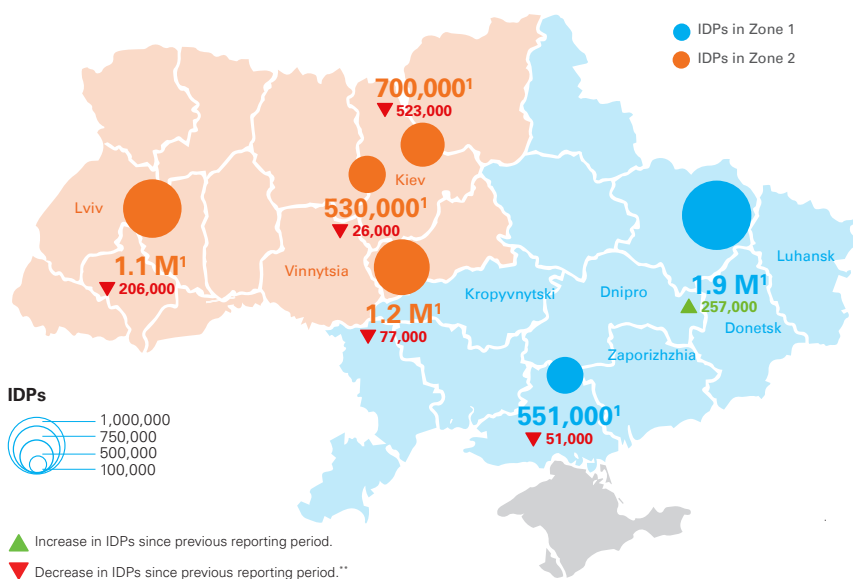 IDPs in Zone 1
IDPs in Zone 2
700,000¹
523,000
Kiev
Lviv
530,000¹
26,000
1.1 M¹
206,000
Vinnytsia
1.2 M¹
77,000
Kropyvnytski
Dnipro
Luhansk
1.9 M¹
257,000
Donetsk
Zaporizhzhia
551,000¹
51,000
IDPs
1,000,000
750,000
500,000
100,000
Increase in IDPs since previous reporting period.
Decrease in IDPs since previous reporting period.**